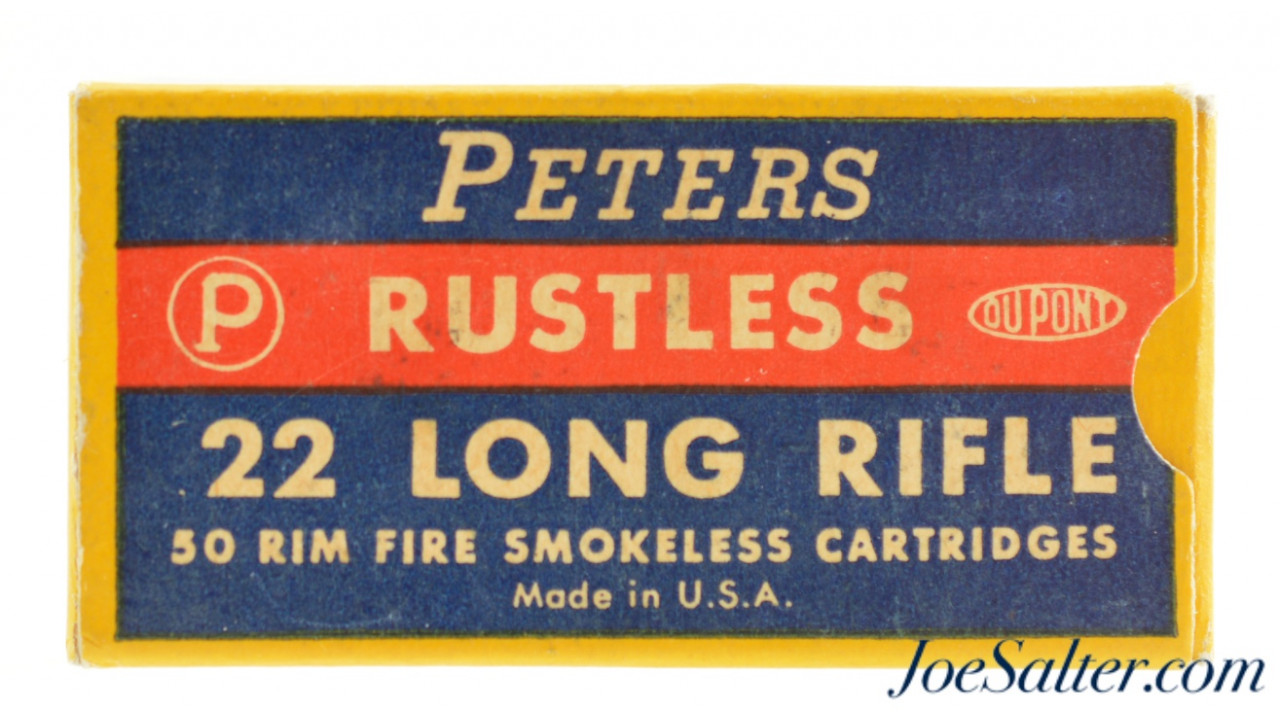 PETERS
P RUSTLESS DU PONT
22 LONG RIFLE
50 RIM FIRE SMOKELESS CARTRIDGES
Made in U.S.A.
JoeSalter.com